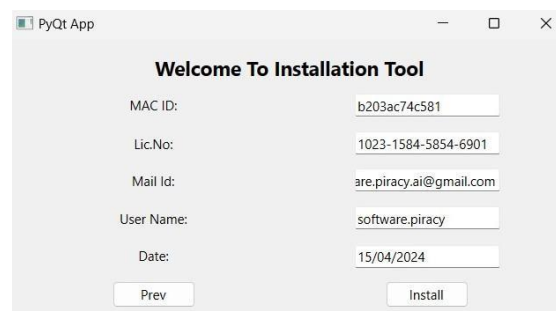 PyQt App
Welcome To Installation Tool
MAC ID: b203ac74c581
Lic.No: 1023-1584-5854-6901
Mail Id: are.piracy.ai@gmail.com
User Name: software.piracy
Date: 15/04/2024
Prev Install